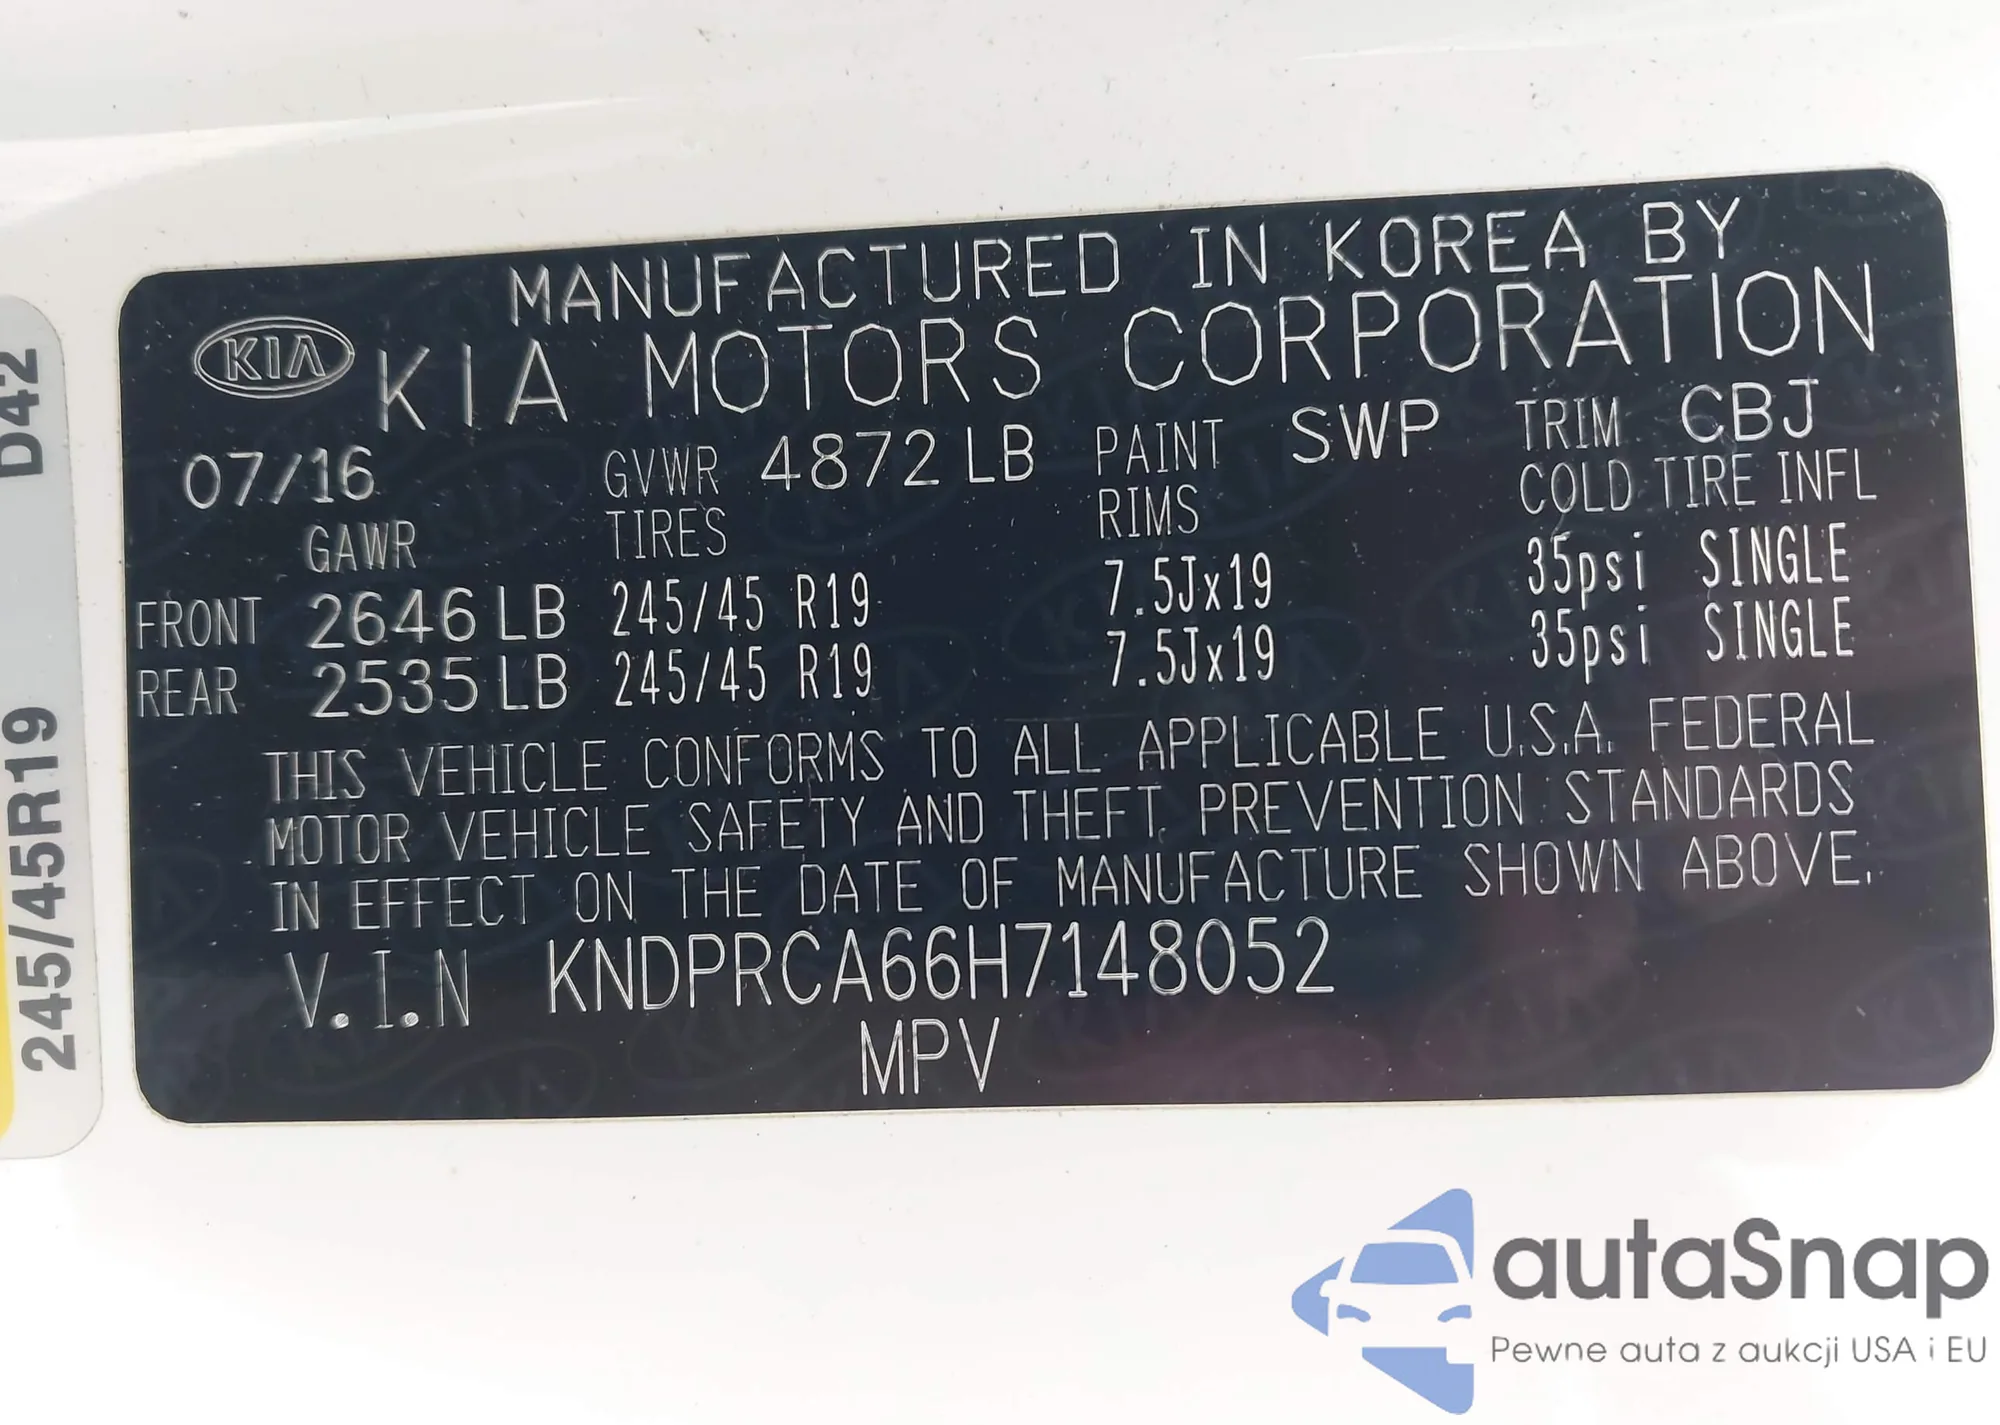 MANUFACTURED IN KOREA BY
KIA KIA MOTORS CORPORATION
07/16 GVWR 4872 LB PAINT SWP TRIM CBJ
GAWR TIRES RIMS COLD TIRE INFL
FRONT 2646 LB 245/45 R19 7.5Jx19 35psi SINGLE
REAR 2535 LB 245/45 R19 7.5Jx19 35psi SINGLE
THIS VEHICLE CONFORMS TO ALL APPLICABLE U.S.A. FEDERAL
MOTOR VEHICLE SAFETY AND THEFT PREVENTION STANDARDS
IN EFFECT ON THE DATE OF MANUFACTURE SHOWN ABOVE.
V.I.N KNDPRCA66H7148052
MPV
245/45R19 D42
autaSnap
Pewne auta z aukcji USA i EU